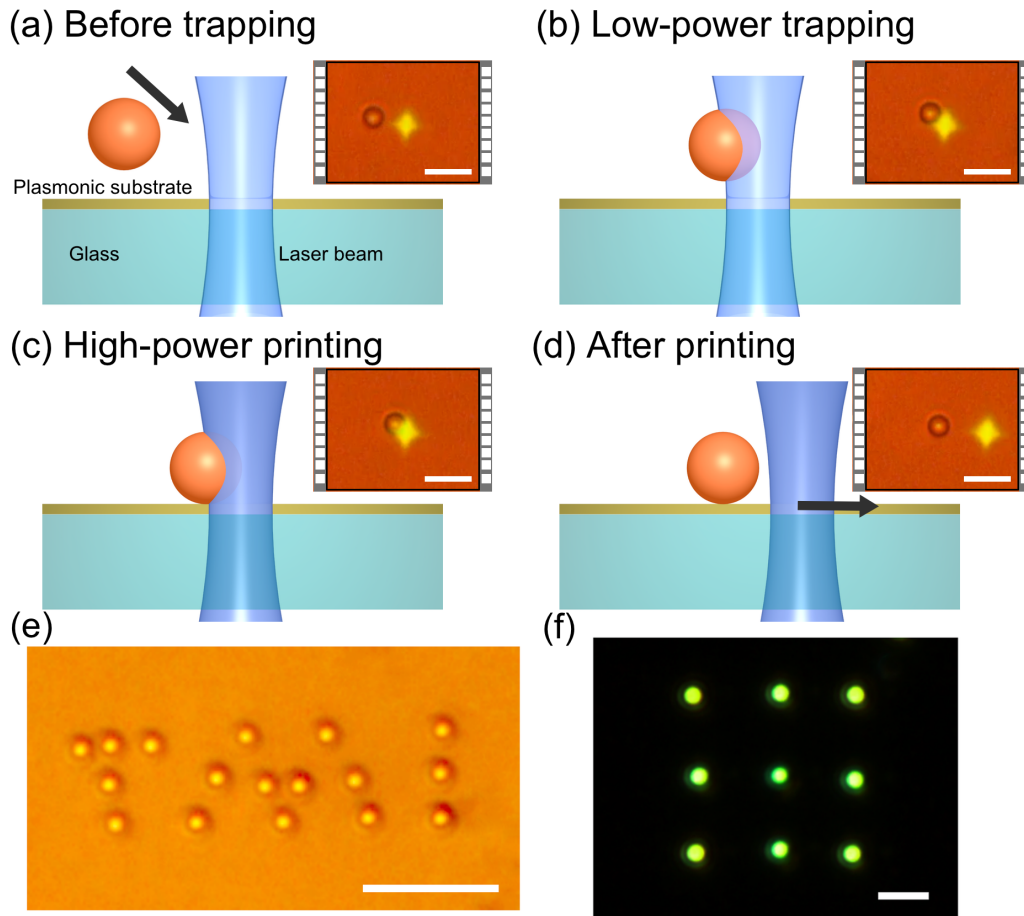 (a) Before trapping
(b) Low-power trapping
Plasmonic substrate
Glass
Laser beam
(c) High-power printing
(d) After printing
(e)
(f)